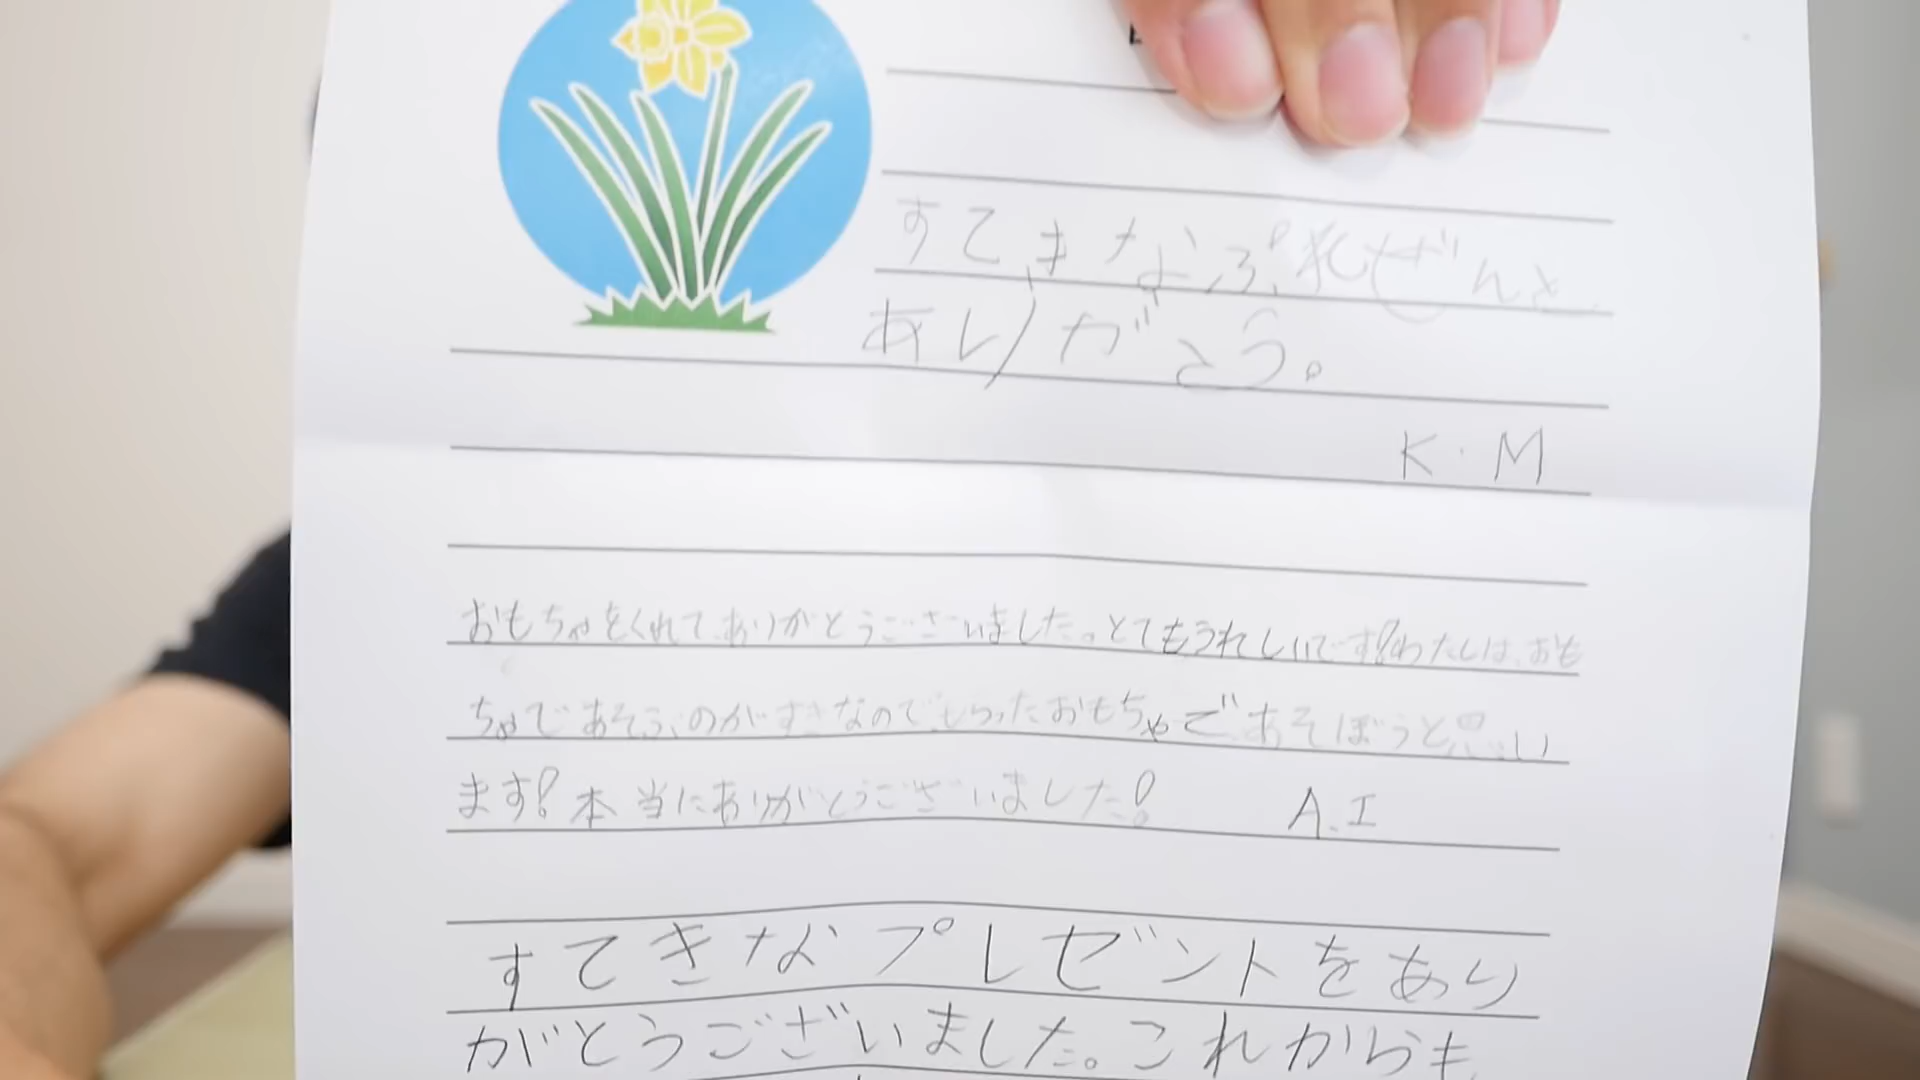 すてきなぷれぜんと
ありがとう。
K・M
おもちゃをくれてありがとうございました。とてもうれしいです!わたしは、おも
ちゃであそぶのがすきなのでもらったおもちゃであそぼうと思い
ます!本当にありがとうございました!
A.I
すてきなプレゼントをあり
がとうございました。これからも